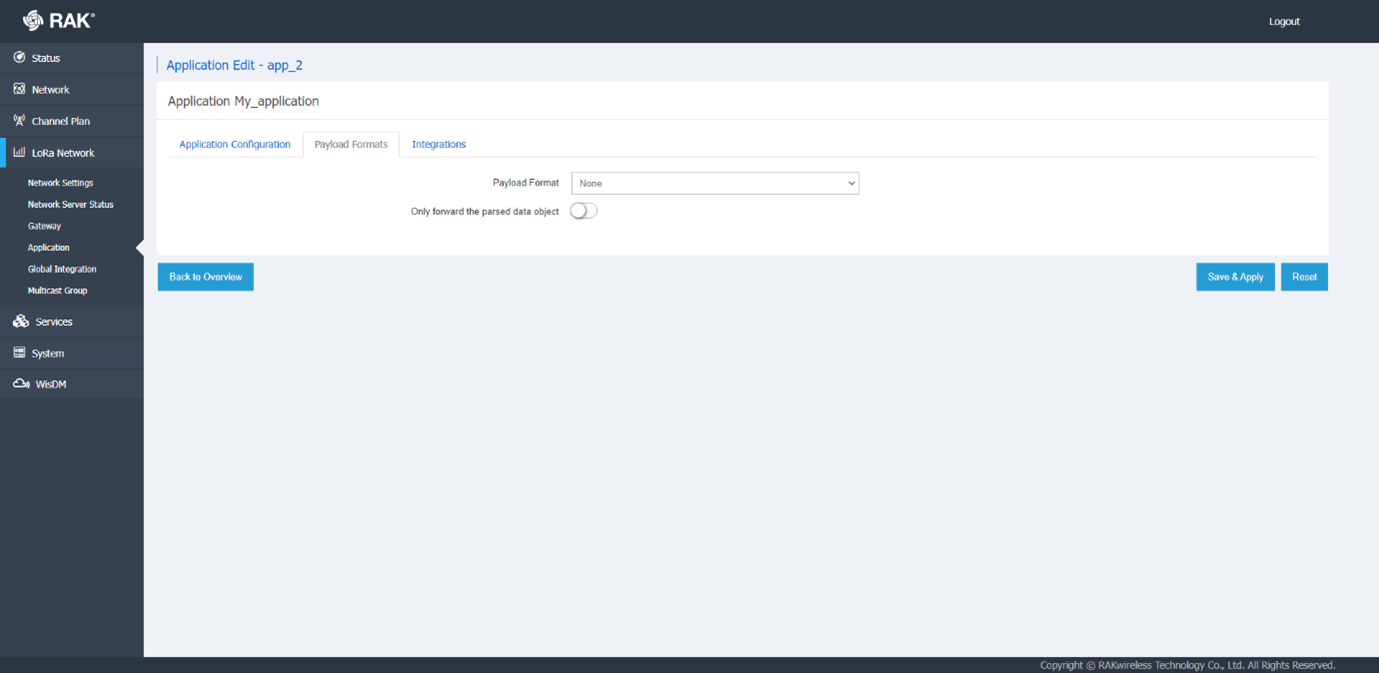 RAK®
Logout
Status
Network
Channel Plan
LoRa Network
Network Settings
Network Server Status
Gateway
Application
Global Integration
Multicast Group
Services
System
WisDM
Application Edit - app_2
Application My_application
Application Configuration Payload Formats Integrations
Payload Format None
Only forward the parsed data object
Back to Overview Save & Apply Reset
Copyright © RAKwireless Technology Co., Ltd. All Rights Reserved.